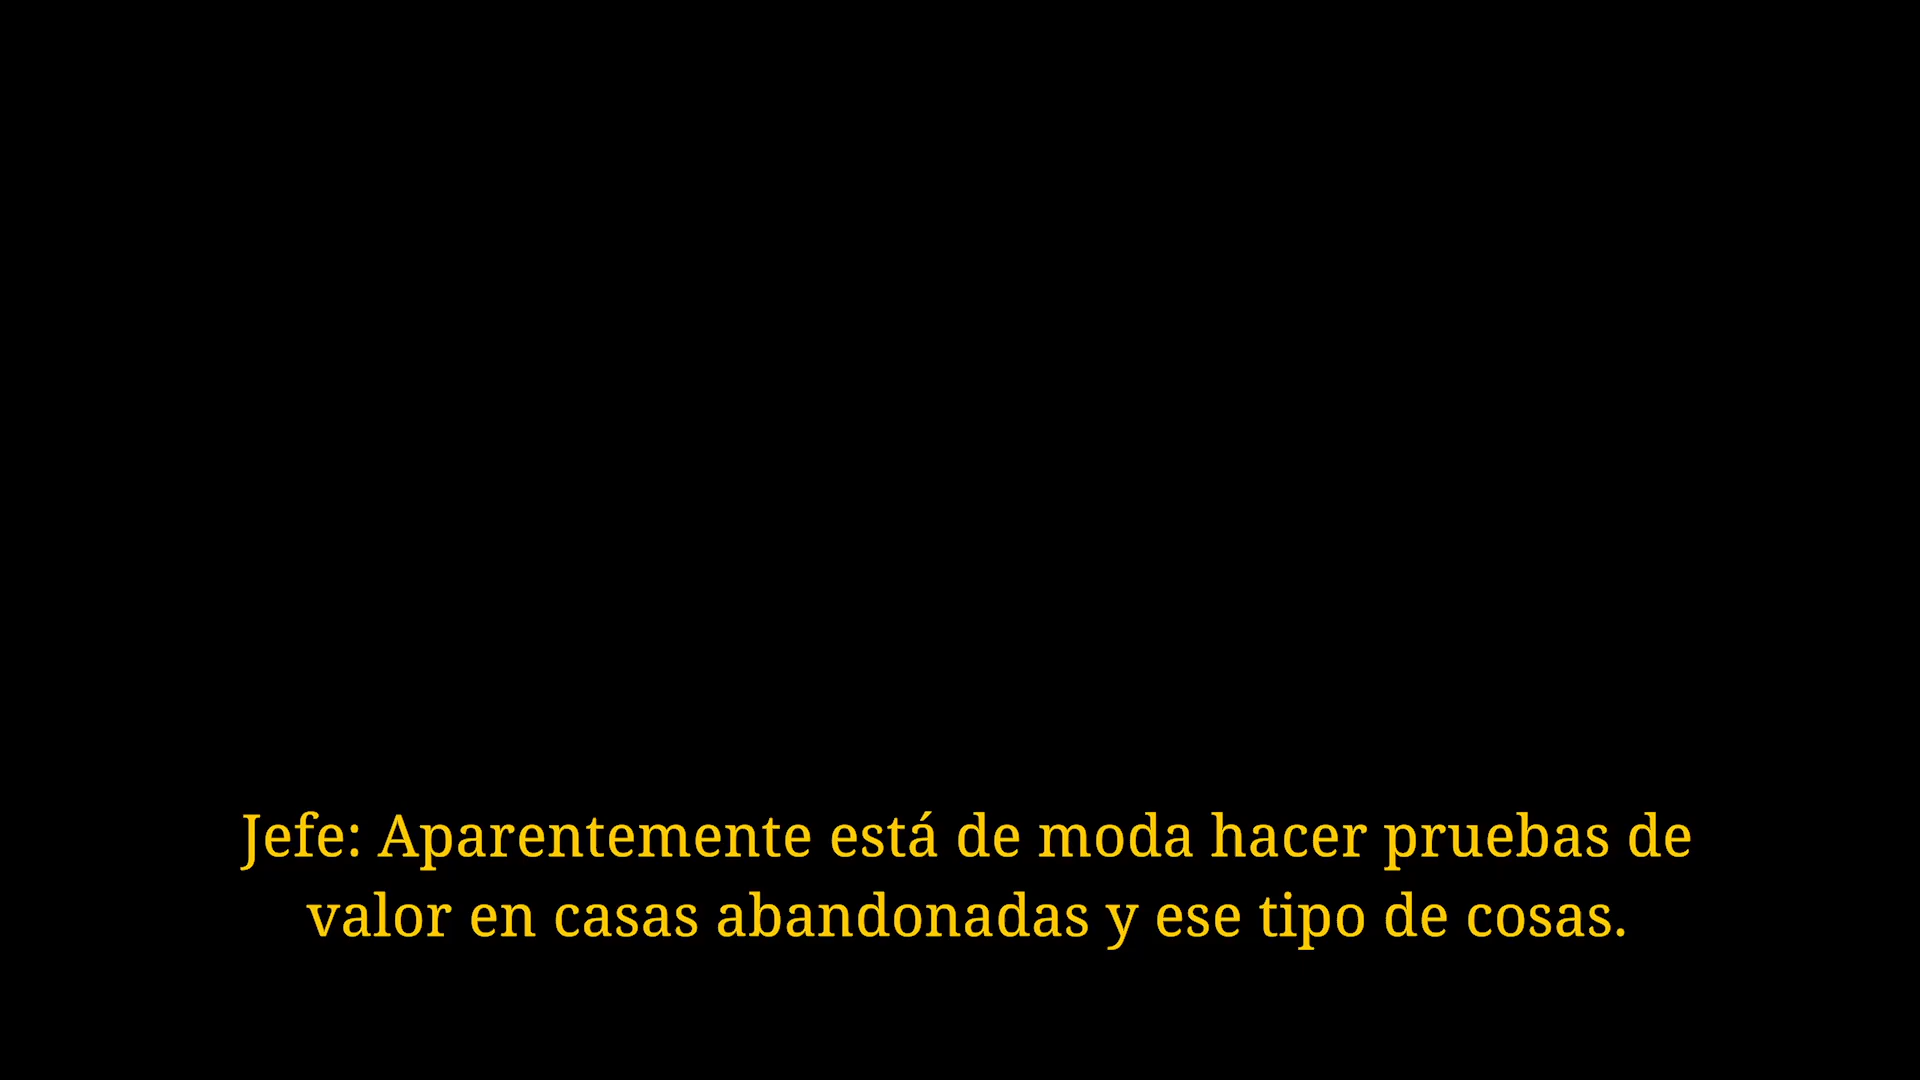 Jefe: Aparentemente está de moda hacer pruebas de
valor en casas abandonadas y ese tipo de cosas.